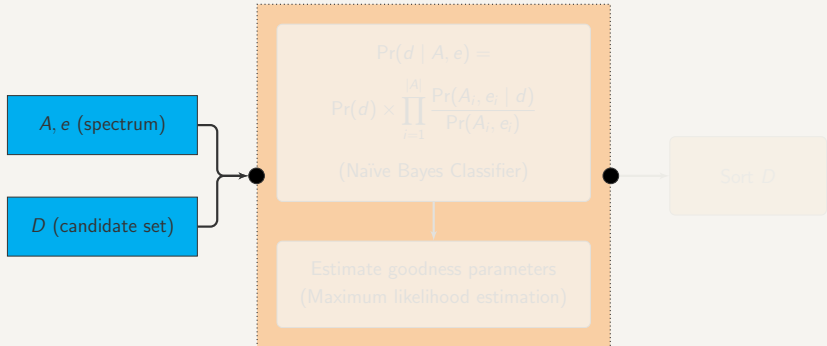 A, e (spectrum)
D (candidate set)
Pr(d | A, e) =
Pr(d) × ∏_{i=1}^{|A|} Pr(A_i, e_i | d) / Pr(A_i, e_i)
(Naïve Bayes Classifier)
Estimate goodness parameters
(Maximum likelihood estimation)
Sort D